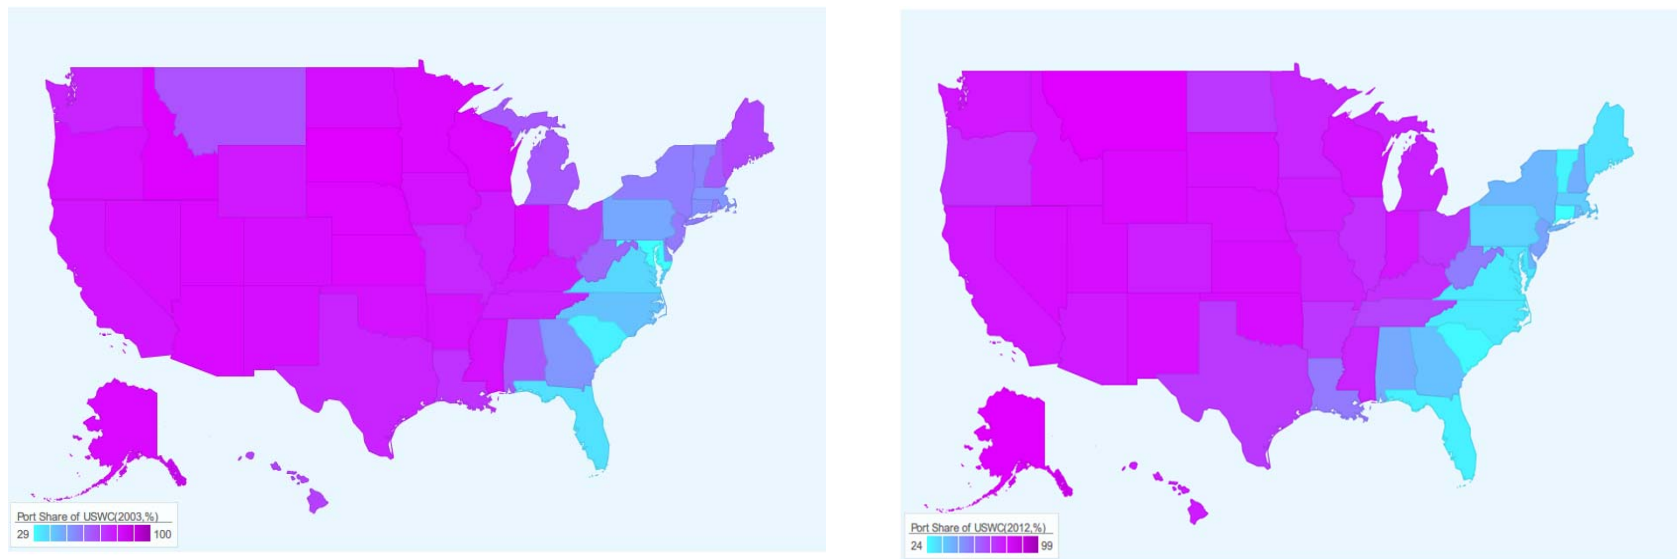 Port Share of USWC(2003,%)
29 100
Port Share of USWC(2012,%)
24 99